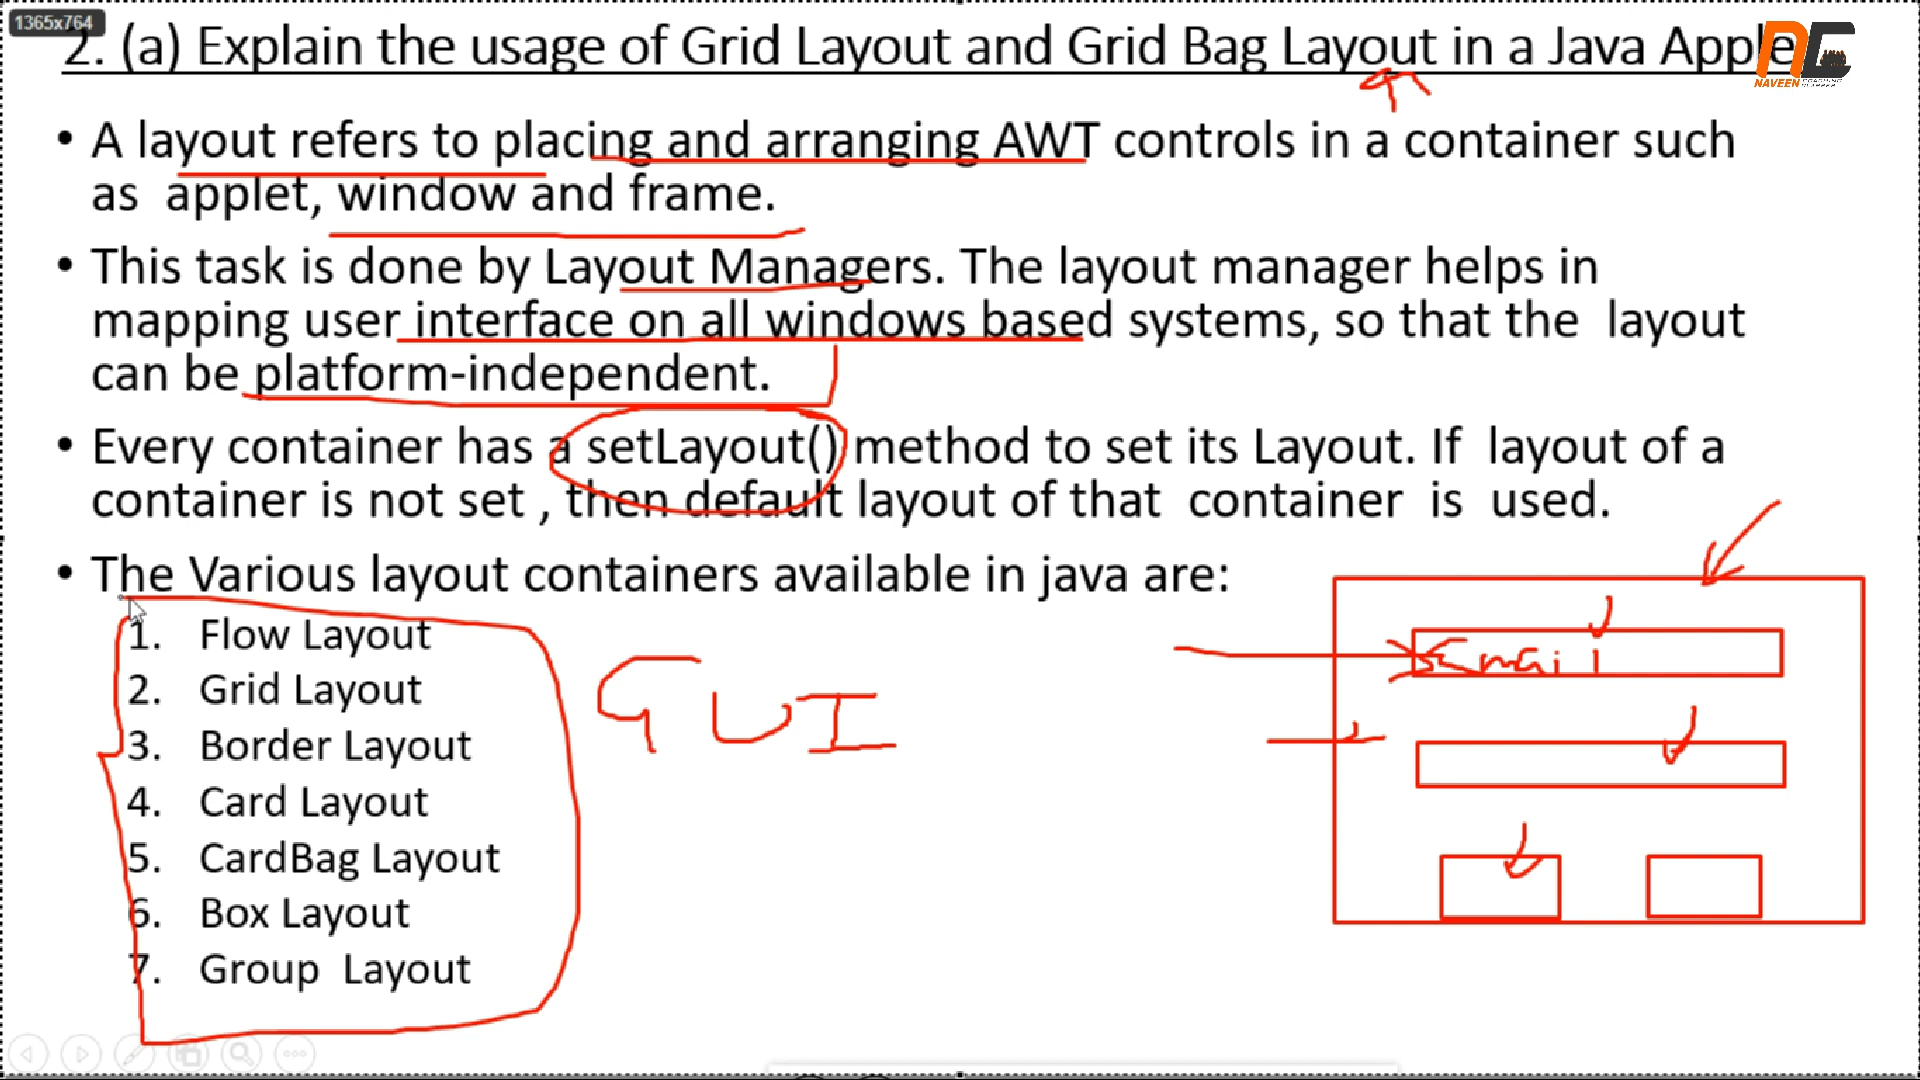 1365x764
2. (a) Explain the usage of Grid Layout and Grid Bag Layout in a Java Apple
NAVEEN
• A layout refers to placing and arranging AWT controls in a container such
as applet, window and frame.
• This task is done by Layout Managers. The layout manager helps in
mapping user interface on all windows based systems, so that the layout
can be platform-independent.
• Every container has a setLayout() method to set its Layout. If layout of a
container is not set , then default layout of that container is used.
• The Various layout containers available in java are:
1. Flow Layout
2. Grid Layout
3. Border Layout
4. Card Layout
5. CardBag Layout
6. Box Layout
7. Group Layout
GUI
Email